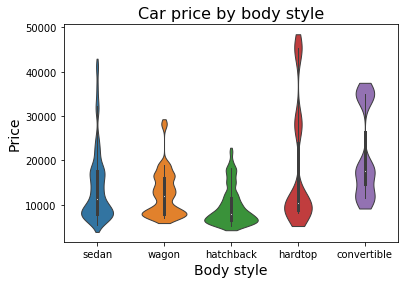 Car price by body style
Price
50000
40000
30000
20000
10000
sedan wagon hatchback hardtop convertible
Body style